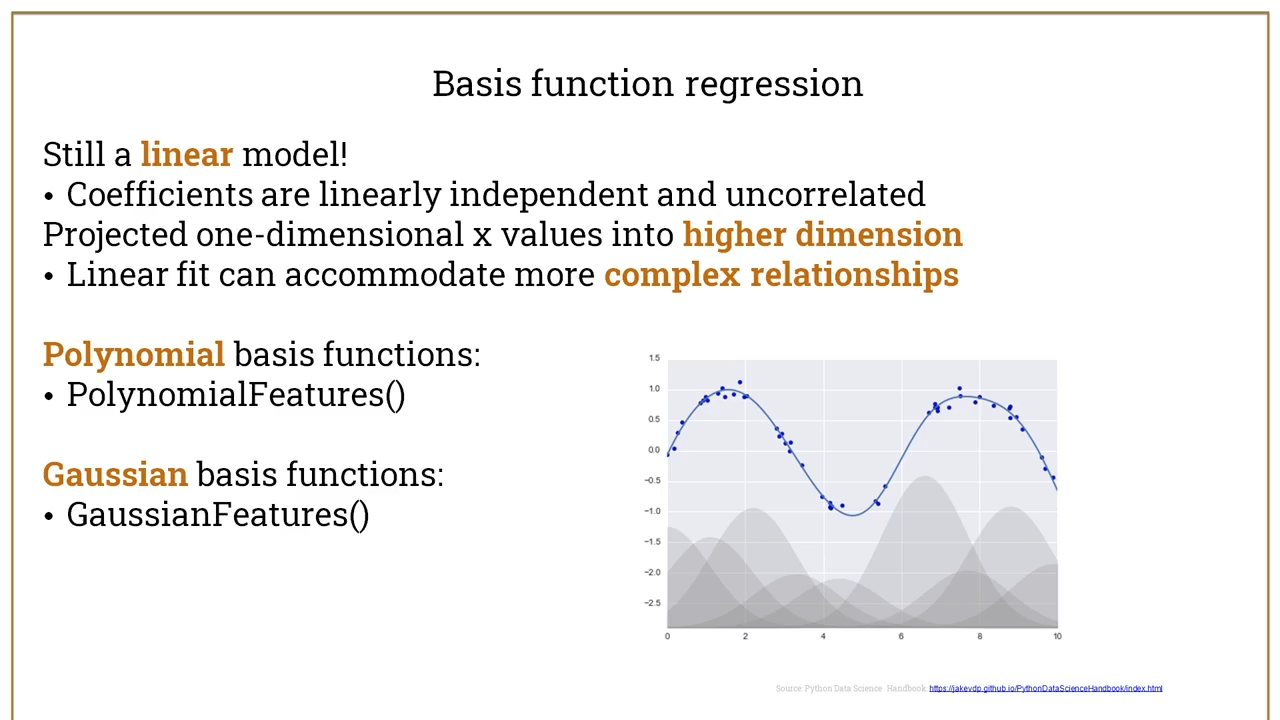 Basis function regression
Still a linear model!
• Coefficients are linearly independent and uncorrelated
Projected one-dimensional x values into higher dimension
• Linear fit can accommodate more complex relationships
Polynomial basis functions:
• PolynomialFeatures()
Gaussian basis functions:
• GaussianFeatures()
1.5
1.0
0.5
0.0
−0.5
−1.0
−1.5
−2.0
−2.5
0 2 4 6 8 10
Source: Python Data Science Handbook https://jakevdp.github.io/PythonDataScienceHandbook/index.html